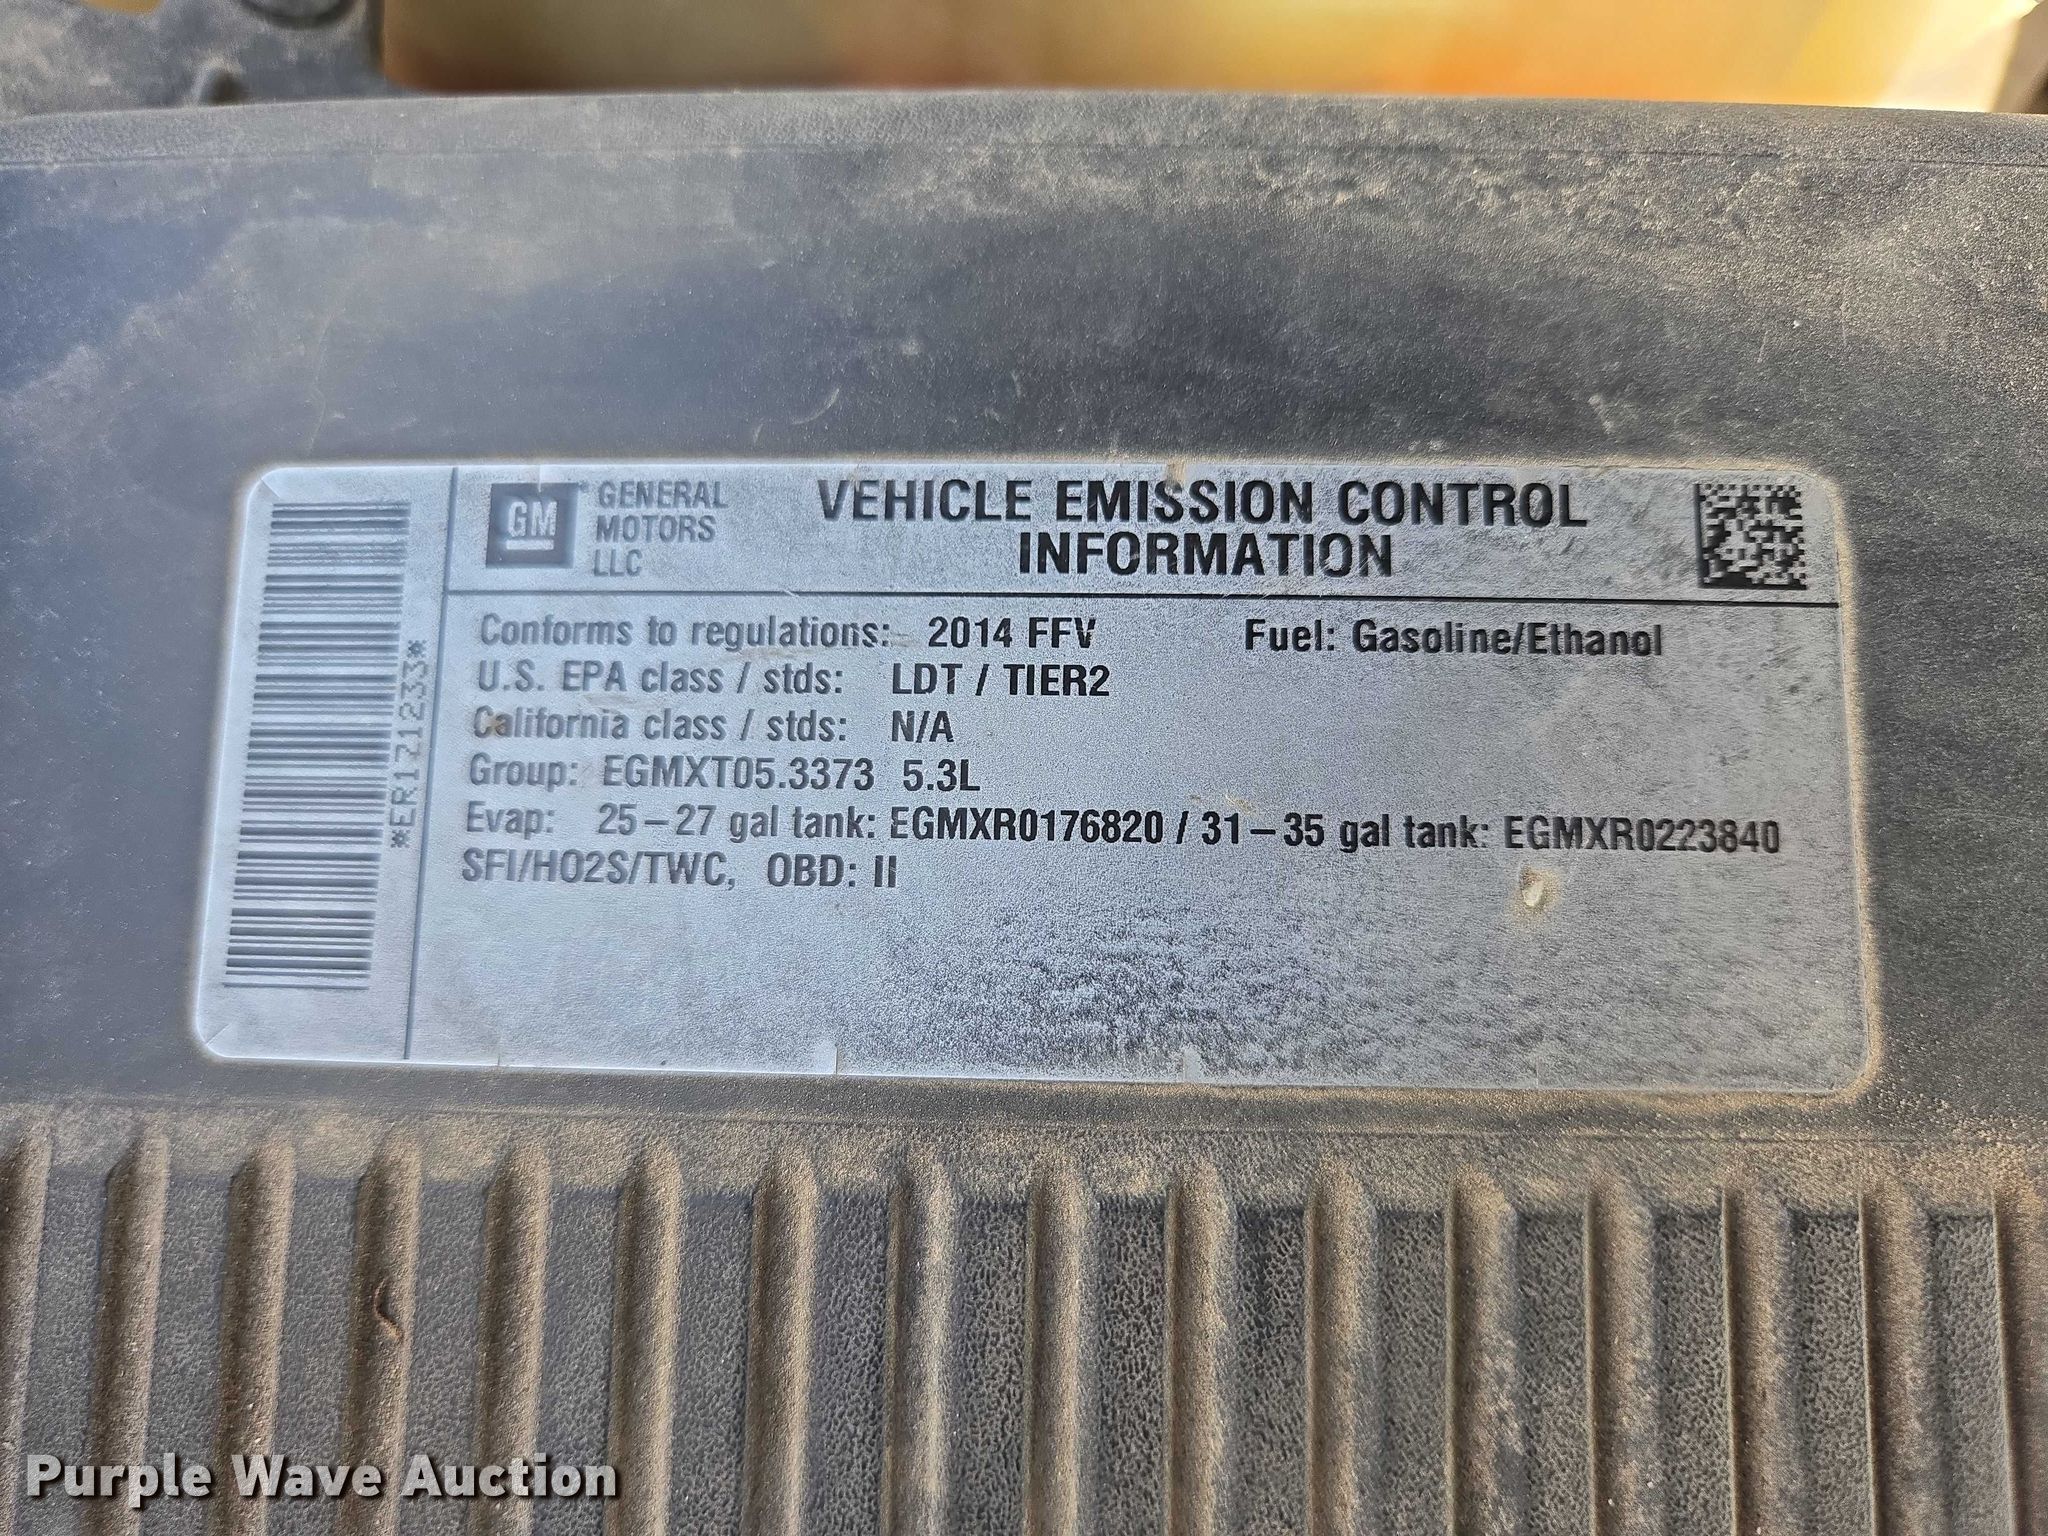 *ER171233*
GM
GENERAL
MOTORS
LLC
VEHICLE EMISSION CONTROL
INFORMATION
Conforms to regulations: 2014 FFV Fuel: Gasoline/Ethanol
U.S. EPA class / stds: LDT / TIER2
California class / stds: N/A
Group: EGMXT05.3373 5.3L
Evap: 25-27 gal tank: EGMXR0176820 / 31-35 gal tank: EGMXR0223840
SFI/HO2S/TWC, OBD: II
Purple Wave Auction